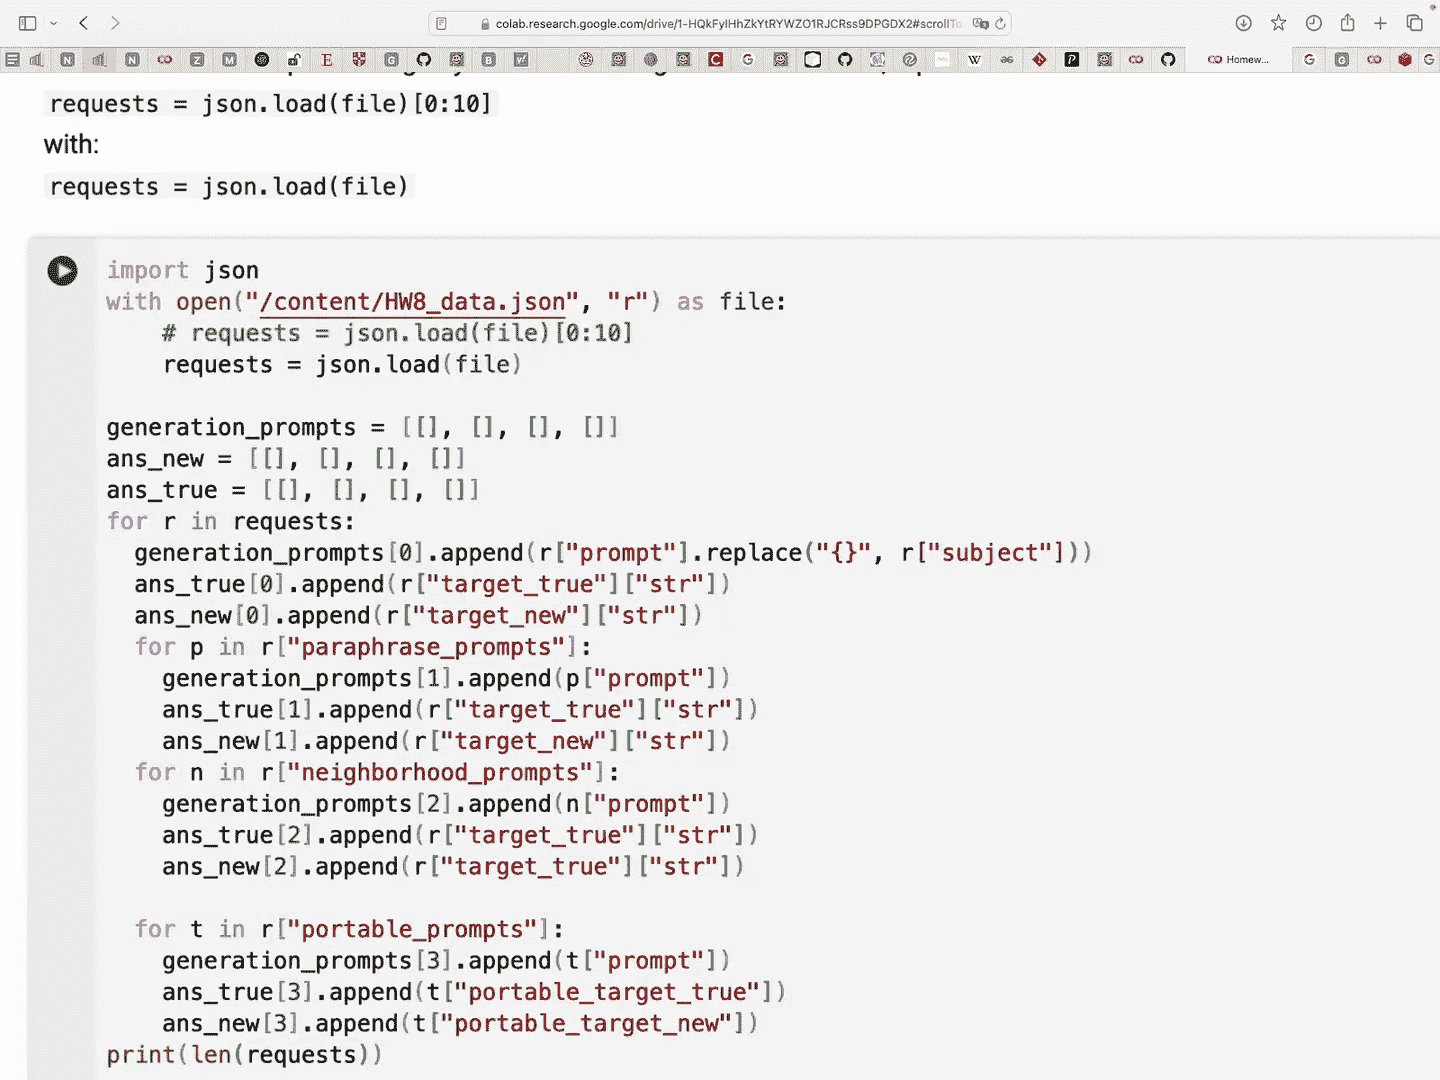 colab.research.google.com/drive/1-HQkFyIHhZkYtRYWZO1RJCRss9DPGDX2#scrollTo
Homew...
requests = json.load(file)[0:10]
with:
requests = json.load(file)
import json
with open("/content/HW8_data.json", "r") as file:
    # requests = json.load(file)[0:10]
    requests = json.load(file)
generation_prompts = [[], [], [], []]
ans_new = [[], [], [], []]
ans_true = [[], [], [], []]
for r in requests:
  generation_prompts[0].append(r["prompt"].replace("{}", r["subject"]))
  ans_true[0].append(r["target_true"]["str"])
  ans_new[0].append(r["target_new"]["str"])
  for p in r["paraphrase_prompts"]:
    generation_prompts[1].append(p["prompt"])
    ans_true[1].append(r["target_true"]["str"])
    ans_new[1].append(r["target_new"]["str"])
  for n in r["neighborhood_prompts"]:
    generation_prompts[2].append(n["prompt"])
    ans_true[2].append(r["target_true"]["str"])
    ans_new[2].append(r["target_true"]["str"])
  for t in r["portable_prompts"]:
    generation_prompts[3].append(t["prompt"])
    ans_true[3].append(t["portable_target_true"])
    ans_new[3].append(t["portable_target_new"])
print(len(requests))